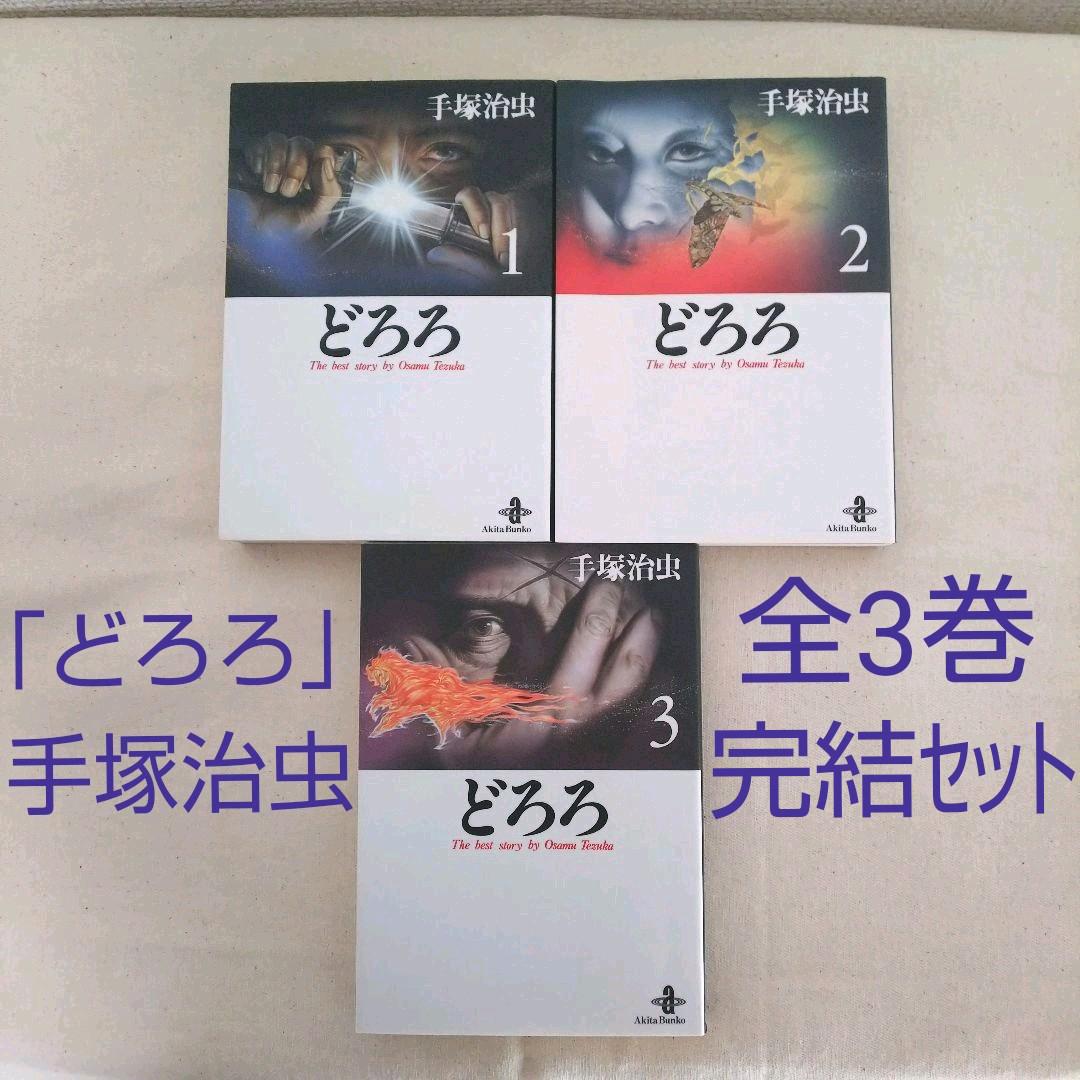 手塚治虫
1
どろろ
The best story by Osamu Tezuka
a
Akita Bunko
手塚治虫
2
どろろ
The best story by Osamu Tezuka
a
Akita Bunko
手塚治虫
3
どろろ
The best story by Osamu Tezuka
a
Akita Bunko
「どろろ」
手塚治虫
全3巻
完結ｾｯﾄ